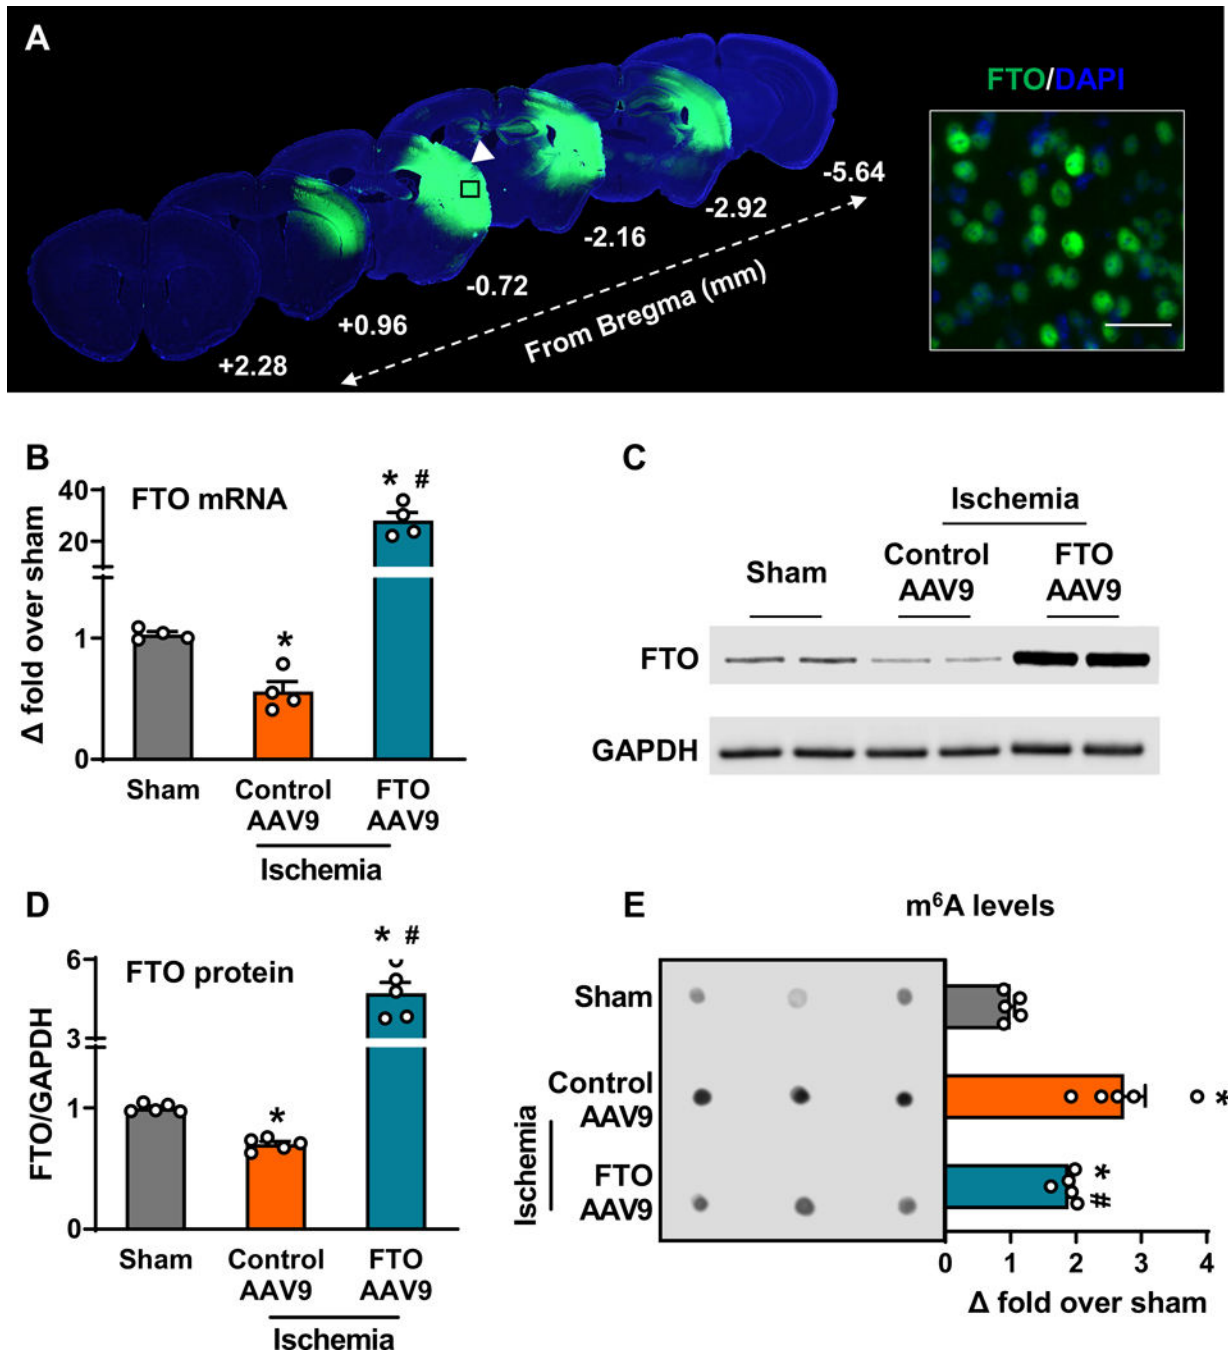 A
FTO/DAPI
+2.28
+0.96
-0.72
-2.16
-2.92
-5.64
From Bregma (mm)
B
FTO mRNA
* #
40
20
1
0
*
Δ fold over sham
Sham
Control
AAV9
FTO
AAV9
Ischemia
C
Ischemia
Sham
Control
AAV9
FTO
AAV9
FTO
GAPDH
D
FTO protein
* #
6
3
1
0
*
FTO/GAPDH
Sham
Control
AAV9
FTO
AAV9
Ischemia
E
m⁶A levels
Sham
Control
AAV9
*
FTO
AAV9
*
#
Ischemia
0 1 2 3 4
Δ fold over sham